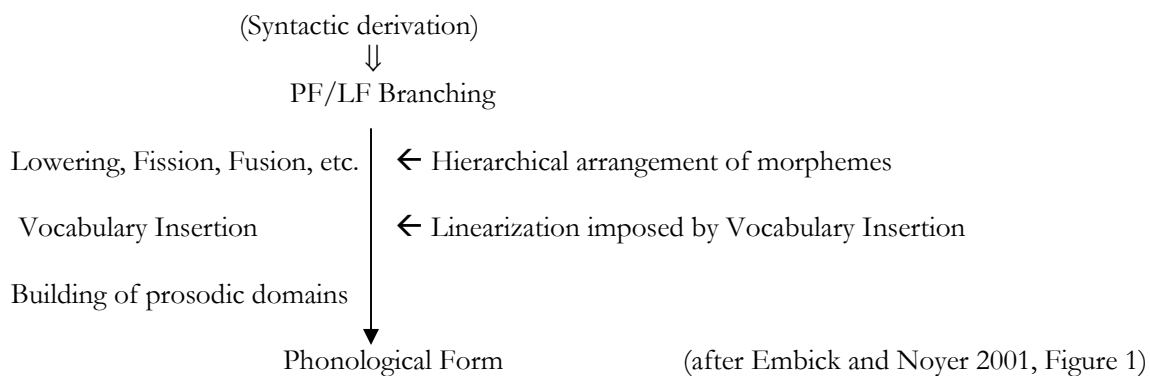 (Syntactic derivation)
⇓
PF/LF Branching
Lowering, Fission, Fusion, etc. ← Hierarchical arrangement of morphemes
Vocabulary Insertion ← Linearization imposed by Vocabulary Insertion
Building of prosodic domains
Phonological Form (after Embick and Noyer 2001, Figure 1)